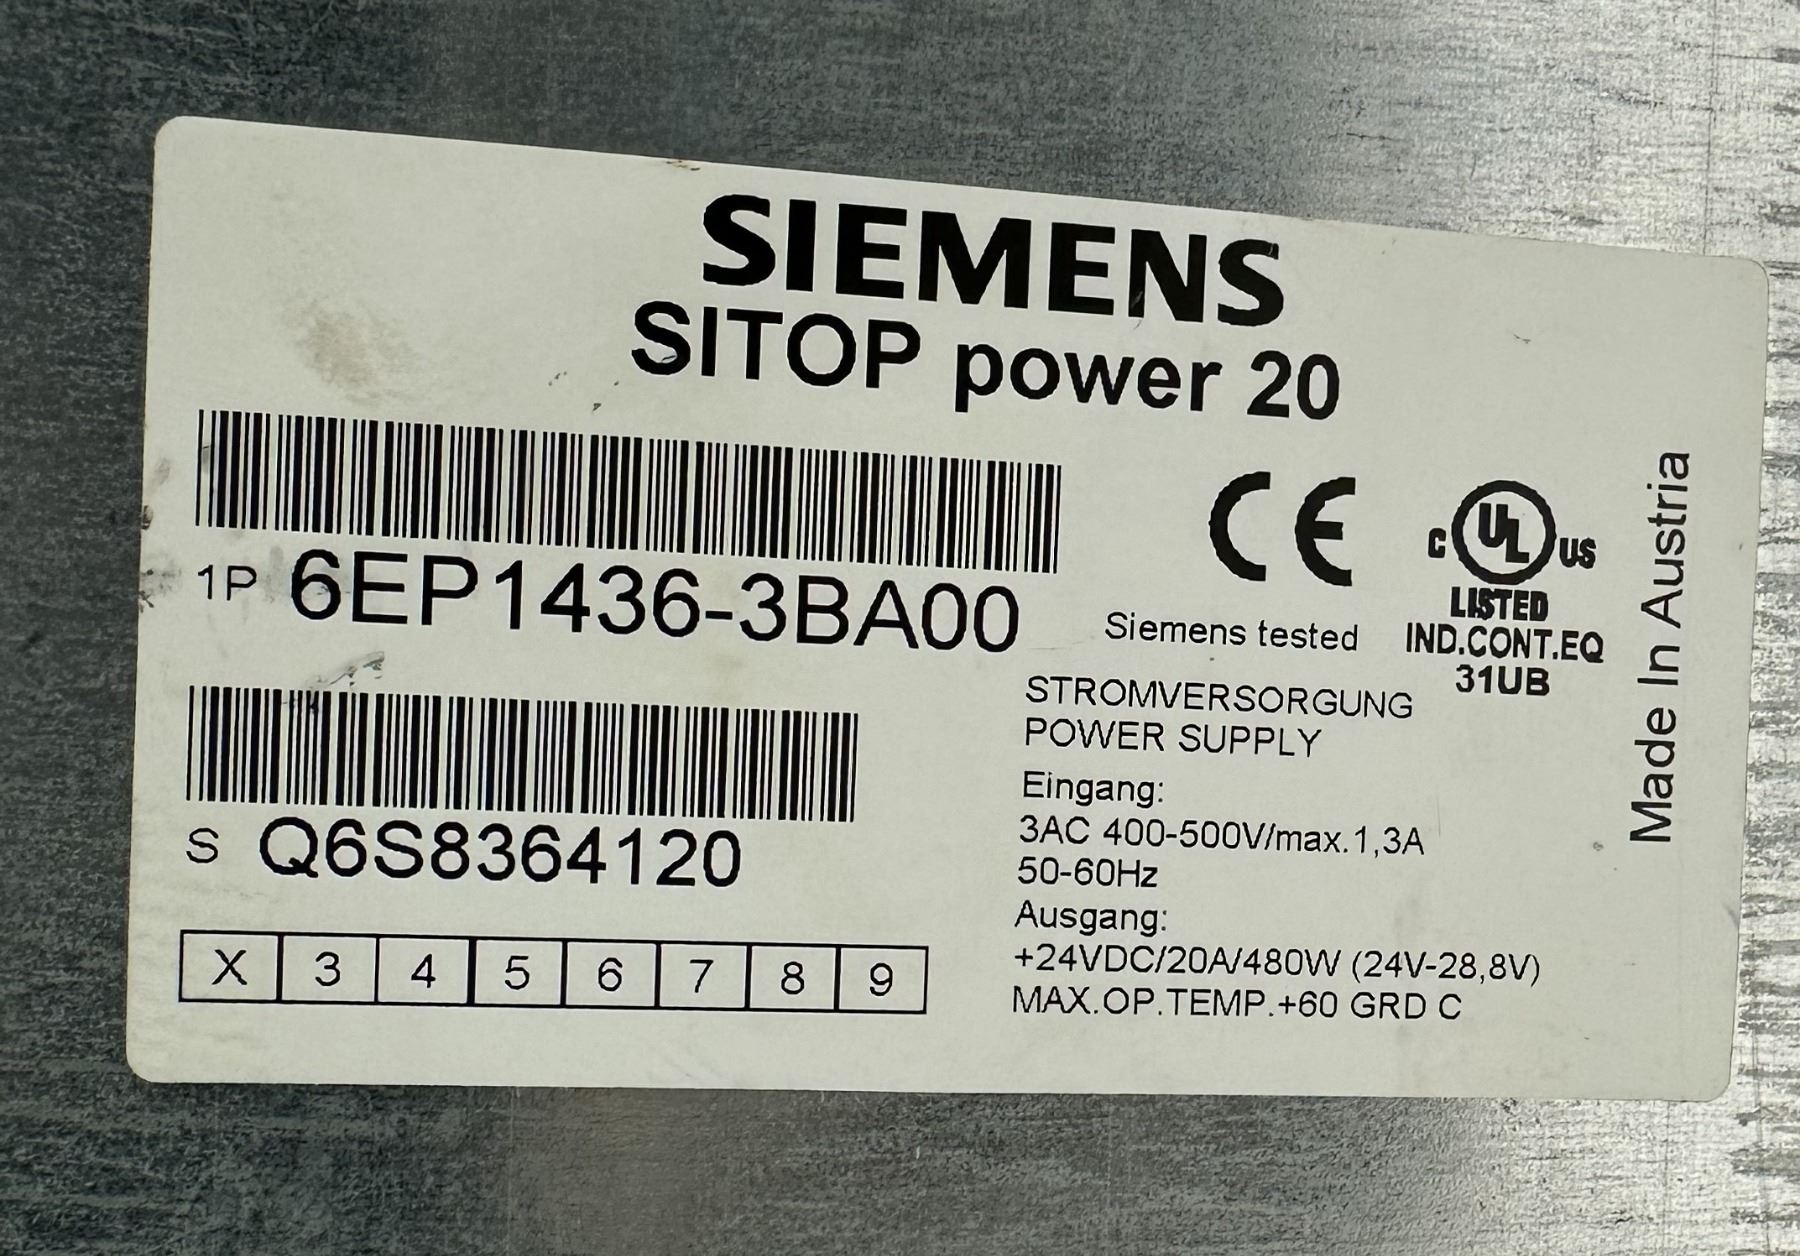 SIEMENS
SITOP power 20
1P 6EP1436-3BA00
Siemens tested
C UL US
LISTED
IND.CONT.EQ
31UB
Made In Austria
S Q6S8364120
X 3 4 5 6 7 8 9
STROMVERSORGUNG
POWER SUPPLY
Eingang:
3AC 400-500V/max.1,3A
50-60Hz
Ausgang:
+24VDC/20A/480W (24V-28,8V)
MAX.OP.TEMP.+60 GRD C
CE